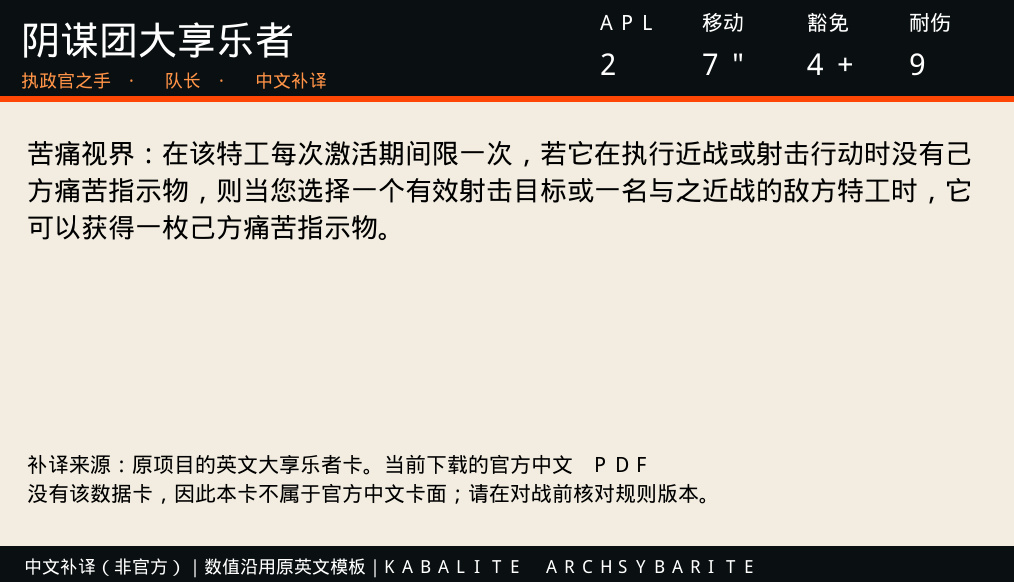 阴谋团大享乐者
执政官之手 · 队长 · 中文补译
APL 移动 豁免 耐伤
2 7" 4+ 9
苦痛视界：在该特工每次激活期间限一次，若它在执行近战或射击行动时没有己
方痛苦指示物，则当您选择一个有效射击目标或一名与之近战的敌方特工时，它
可以获得一枚己方痛苦指示物。
补译来源：原项目的英文大享乐者卡。当前下载的官方中文 PDF
没有该数据卡，因此本卡不属于官方中文卡面；请在对战前核对规则版本。
中文补译（非官方）| 数值沿用原英文模板 | KABALITE ARCHSYBARITE